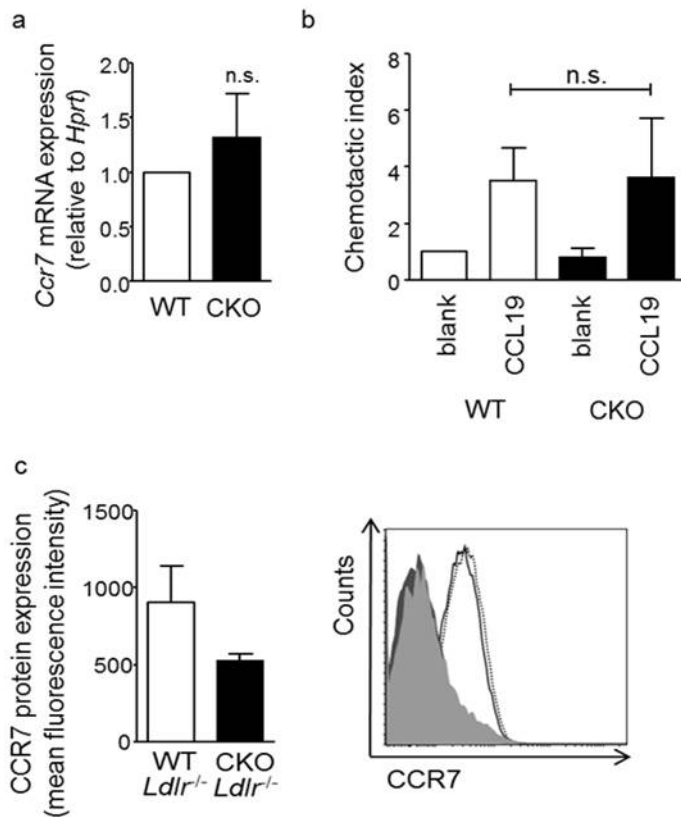 a
Ccr7 mRNA expression
(relative to Hprt)
2.0
1.5
1.0
0.5
0.0
n.s.
WT CKO
b
Chemotactic index
8
6
4
2
0
n.s.
blank
CCL19
blank
CCL19
WT CKO
c
CCR7 protein expression
(mean fluorescence intensity)
1500
1000
500
0
WT CKO
Ldlr-/- Ldlr-/-
Counts
CCR7